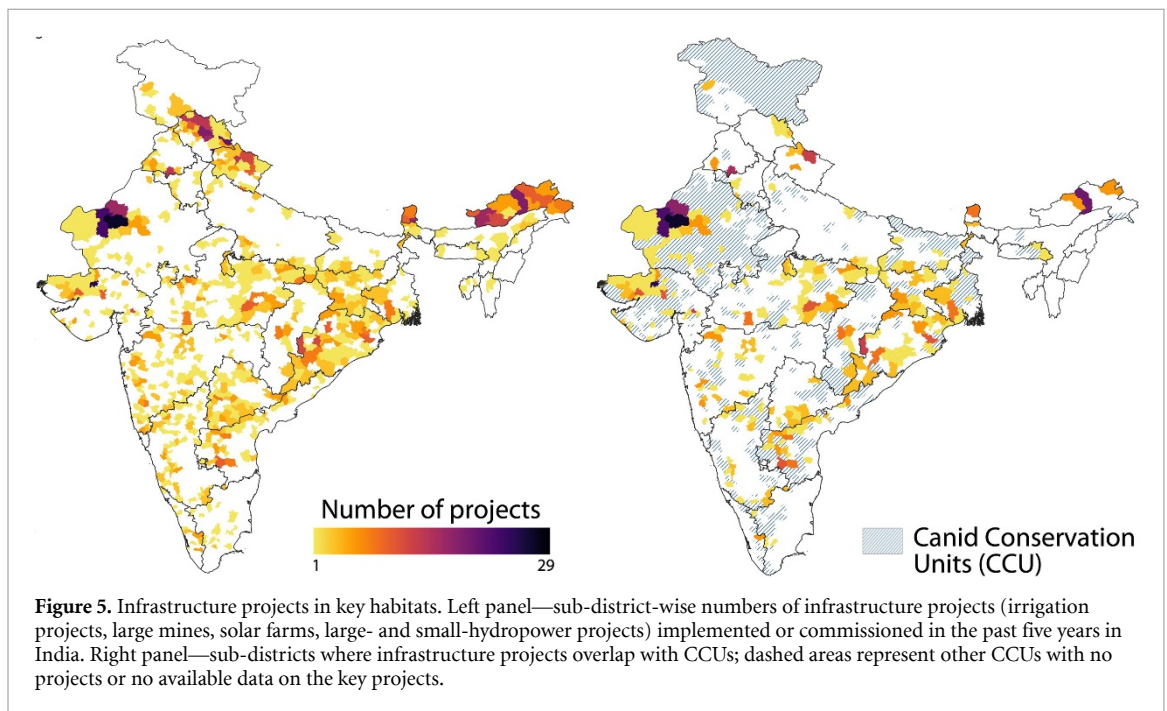 Number of projects
1
29
Canid Conservation
Units (CCU)
Figure 5. Infrastructure projects in key habitats. Left panel—sub-district-wise numbers of infrastructure projects (irrigation
projects, large mines, solar farms, large- and small-hydropower projects) implemented or commissioned in the past five years in
India. Right panel—sub-districts where infrastructure projects overlap with CCUs; dashed areas represent other CCUs with no
projects or no available data on the key projects.